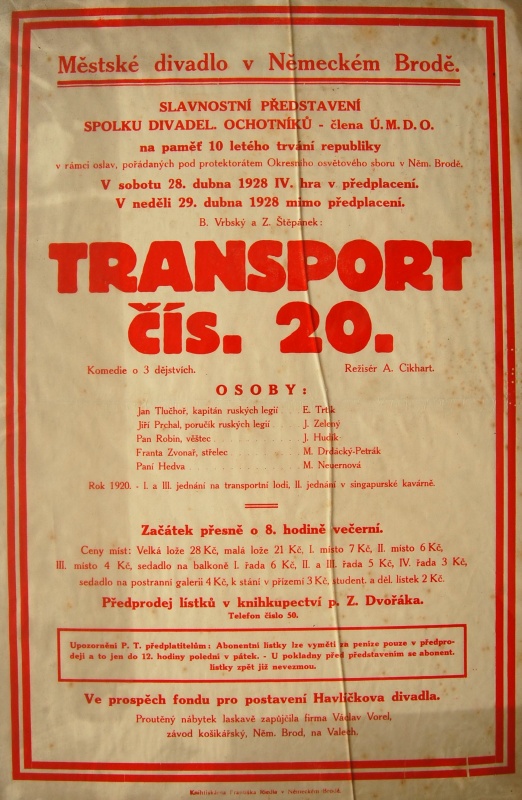 Městské divadlo v Německém Brodě.
SLAVNOSTNÍ PŘEDSTAVENÍ
SPOLKU DIVADEL. OCHOTNÍKŮ - člena Ú.M.D.O.
na paměť 10 letého trvání republiky
v rámci oslav, pořádaných pod protektorátem Okresního osvětového sboru v Něm. Brodě,
V sobotu 28. dubna 1928 IV. hra v předplacení.
V neděli 29. dubna 1928 mimo předplacení.
B. Vrbský a Z. Štěpánek:
TRANSPORT
čís. 20.
Komedie o 3 dějstvích. Režisér A. Cikhart.
OSOBY:
Jan Tlučhoř, kapitán ruských legií E. Trtík
Jiří Prchal, poručík ruských legií J. Zelený
Pan Robin, věštec J. Hudík
Franta Zvonař, střelec M. Drdácký-Petrák
Paní Hedva M. Neuernová
Rok 1920. - I. a III. jednání na transportní lodi, II. jednání v singapurské kavárně.
Začátek přesně o 8. hodině večerní.
Ceny míst: Velká lože 28 Kč, malá lože 21 Kč, I. místo 7 Kč, II. místo 6 Kč,
III. místo 4 Kč, sedadlo na balkoně I. řada 6 Kč, II. a III. řada 5 Kč, IV. řada 3 Kč,
sedadlo na postranní galerii 4 Kč, k stání v přízemí 3 Kč, student. a děl. lístek 2 Kč.
Předprodej lístků v knihkupectví p. Z. Dvořáka.
Telefon číslo 50.
Upozornění P. T. předplatitelům: Abonentní lístky lze vyměti za peníze pouze v předpro-
deji a to jen do 12. hodiny polední v pátek. - U pokladny před představením se abonent.
lístky zpět již nevezmou.
Ve prospěch fondu pro postavení Havlíčkova divadla.
Proutěný nábytek laskavě zapůjčila firma Václav Vorel,
závod košíkářský, Něm. Brod, na Valech.
Knihtiskárna Františka v Německém Brodě.